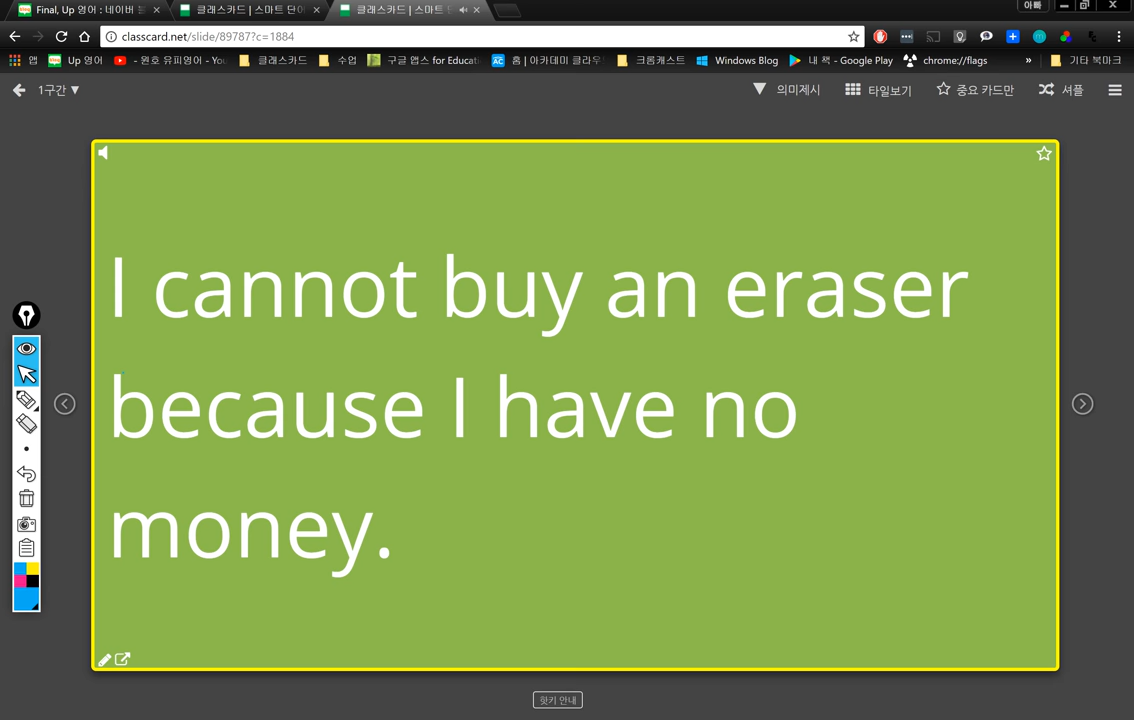 Final, Up 영어 : 네이버 블
클래스카드 | 스마트 단어
클래스카드 | 스마트 단
아빠
classcard.net/slide/89787?c=1884
앱
Up 영어
- 원호 유피영어 - You
클래스카드
수업
구글 앱스 for Educati
홈 | 아카데미 클라우드
크롬캐스트
Windows Blog
내 책 - Google Play
chrome://flags
»
기타 북마크
1구간 ▼
▼ 의미제시
타일보기
중요 카드만
셔플
I cannot buy an eraser
because I have no
money.
핫키 안내